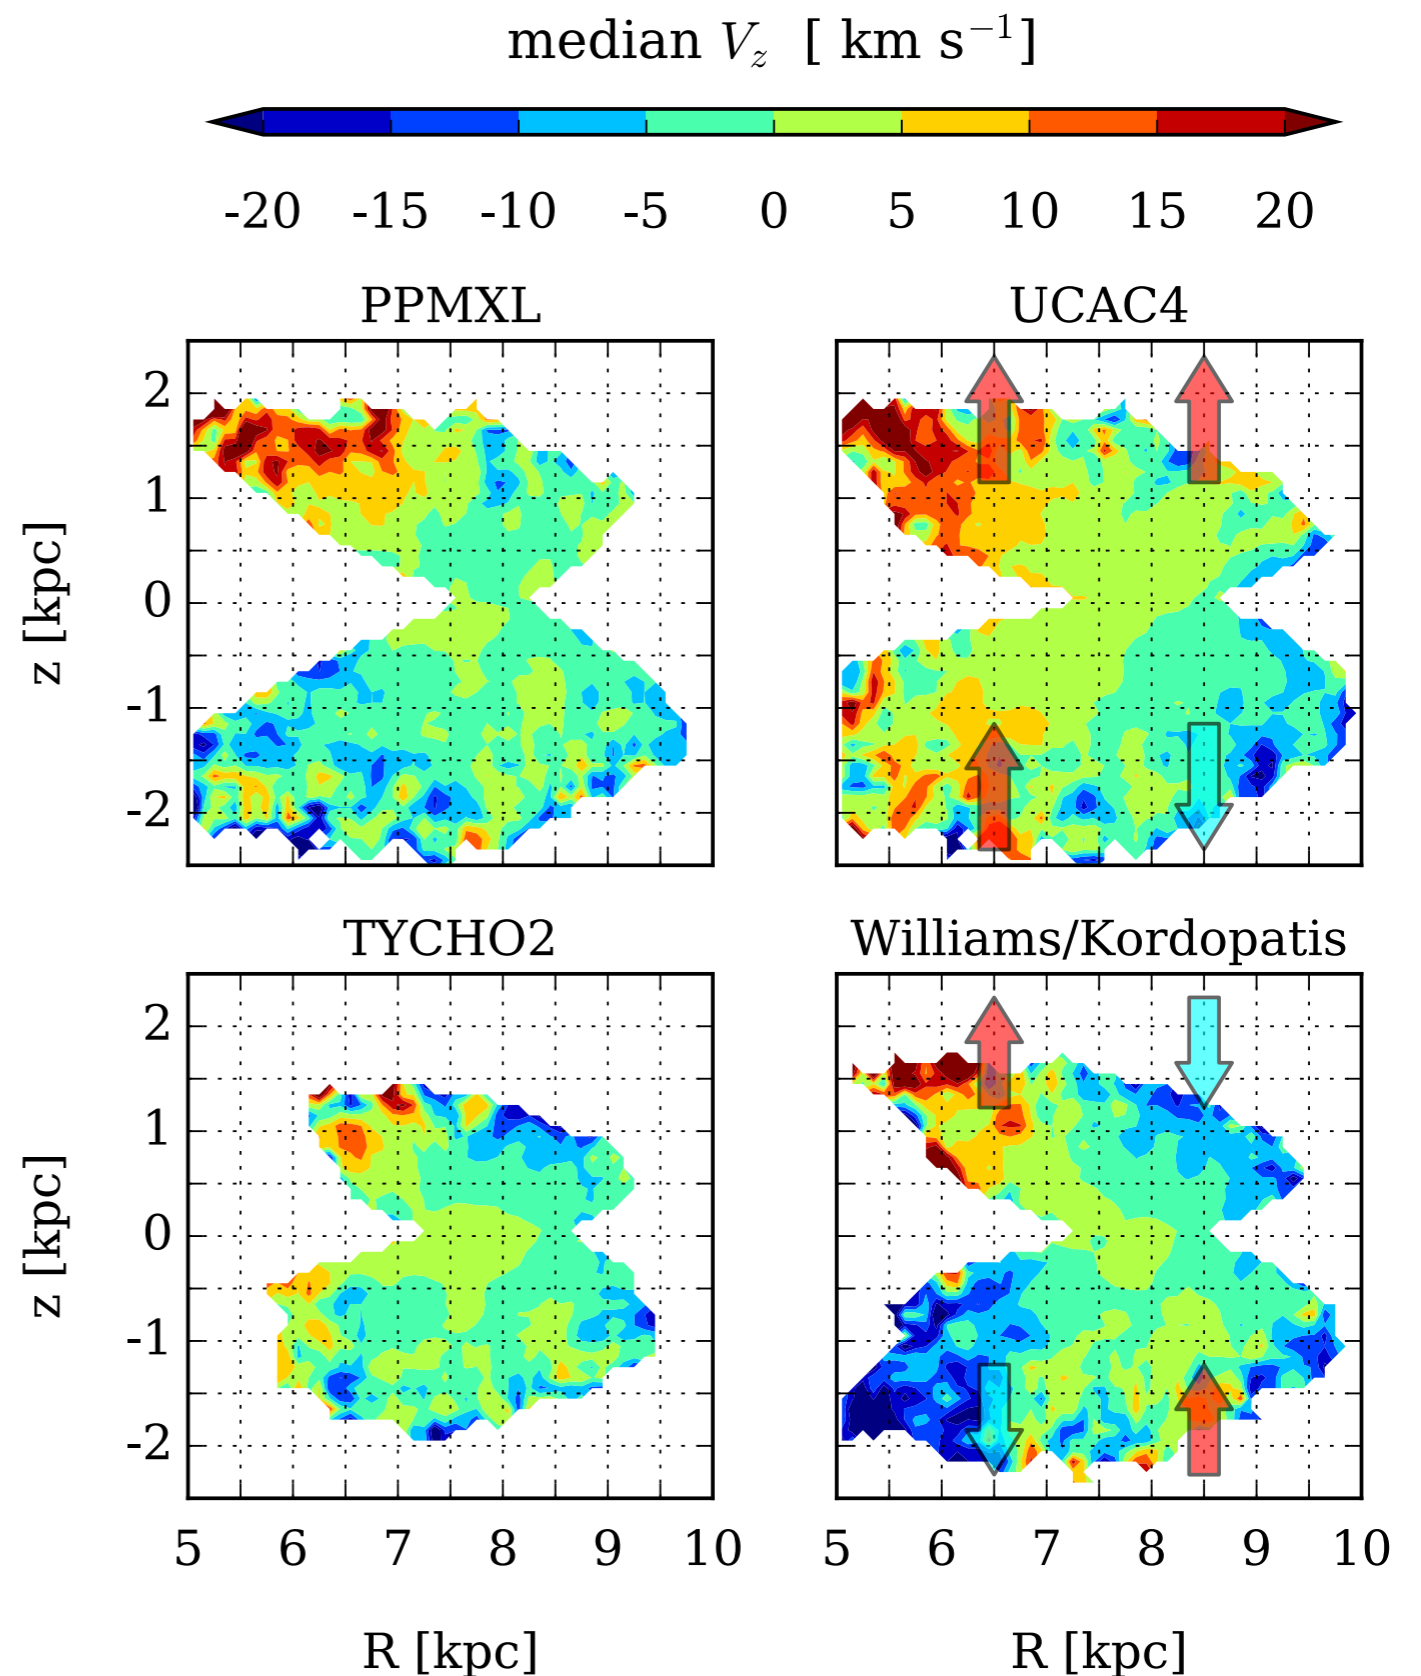 median V_z [ km s⁻¹]
-20 -15 -10 -5 0 5 10 15 20
PPMXL UCAC4
2
1
0
-1
-2
z [kpc]
TYCHO2 Williams/Kordopatis
2
1
0
-1
-2
z [kpc]
5 6 7 8 9 10 5 6 7 8 9 10
R [kpc] R [kpc]